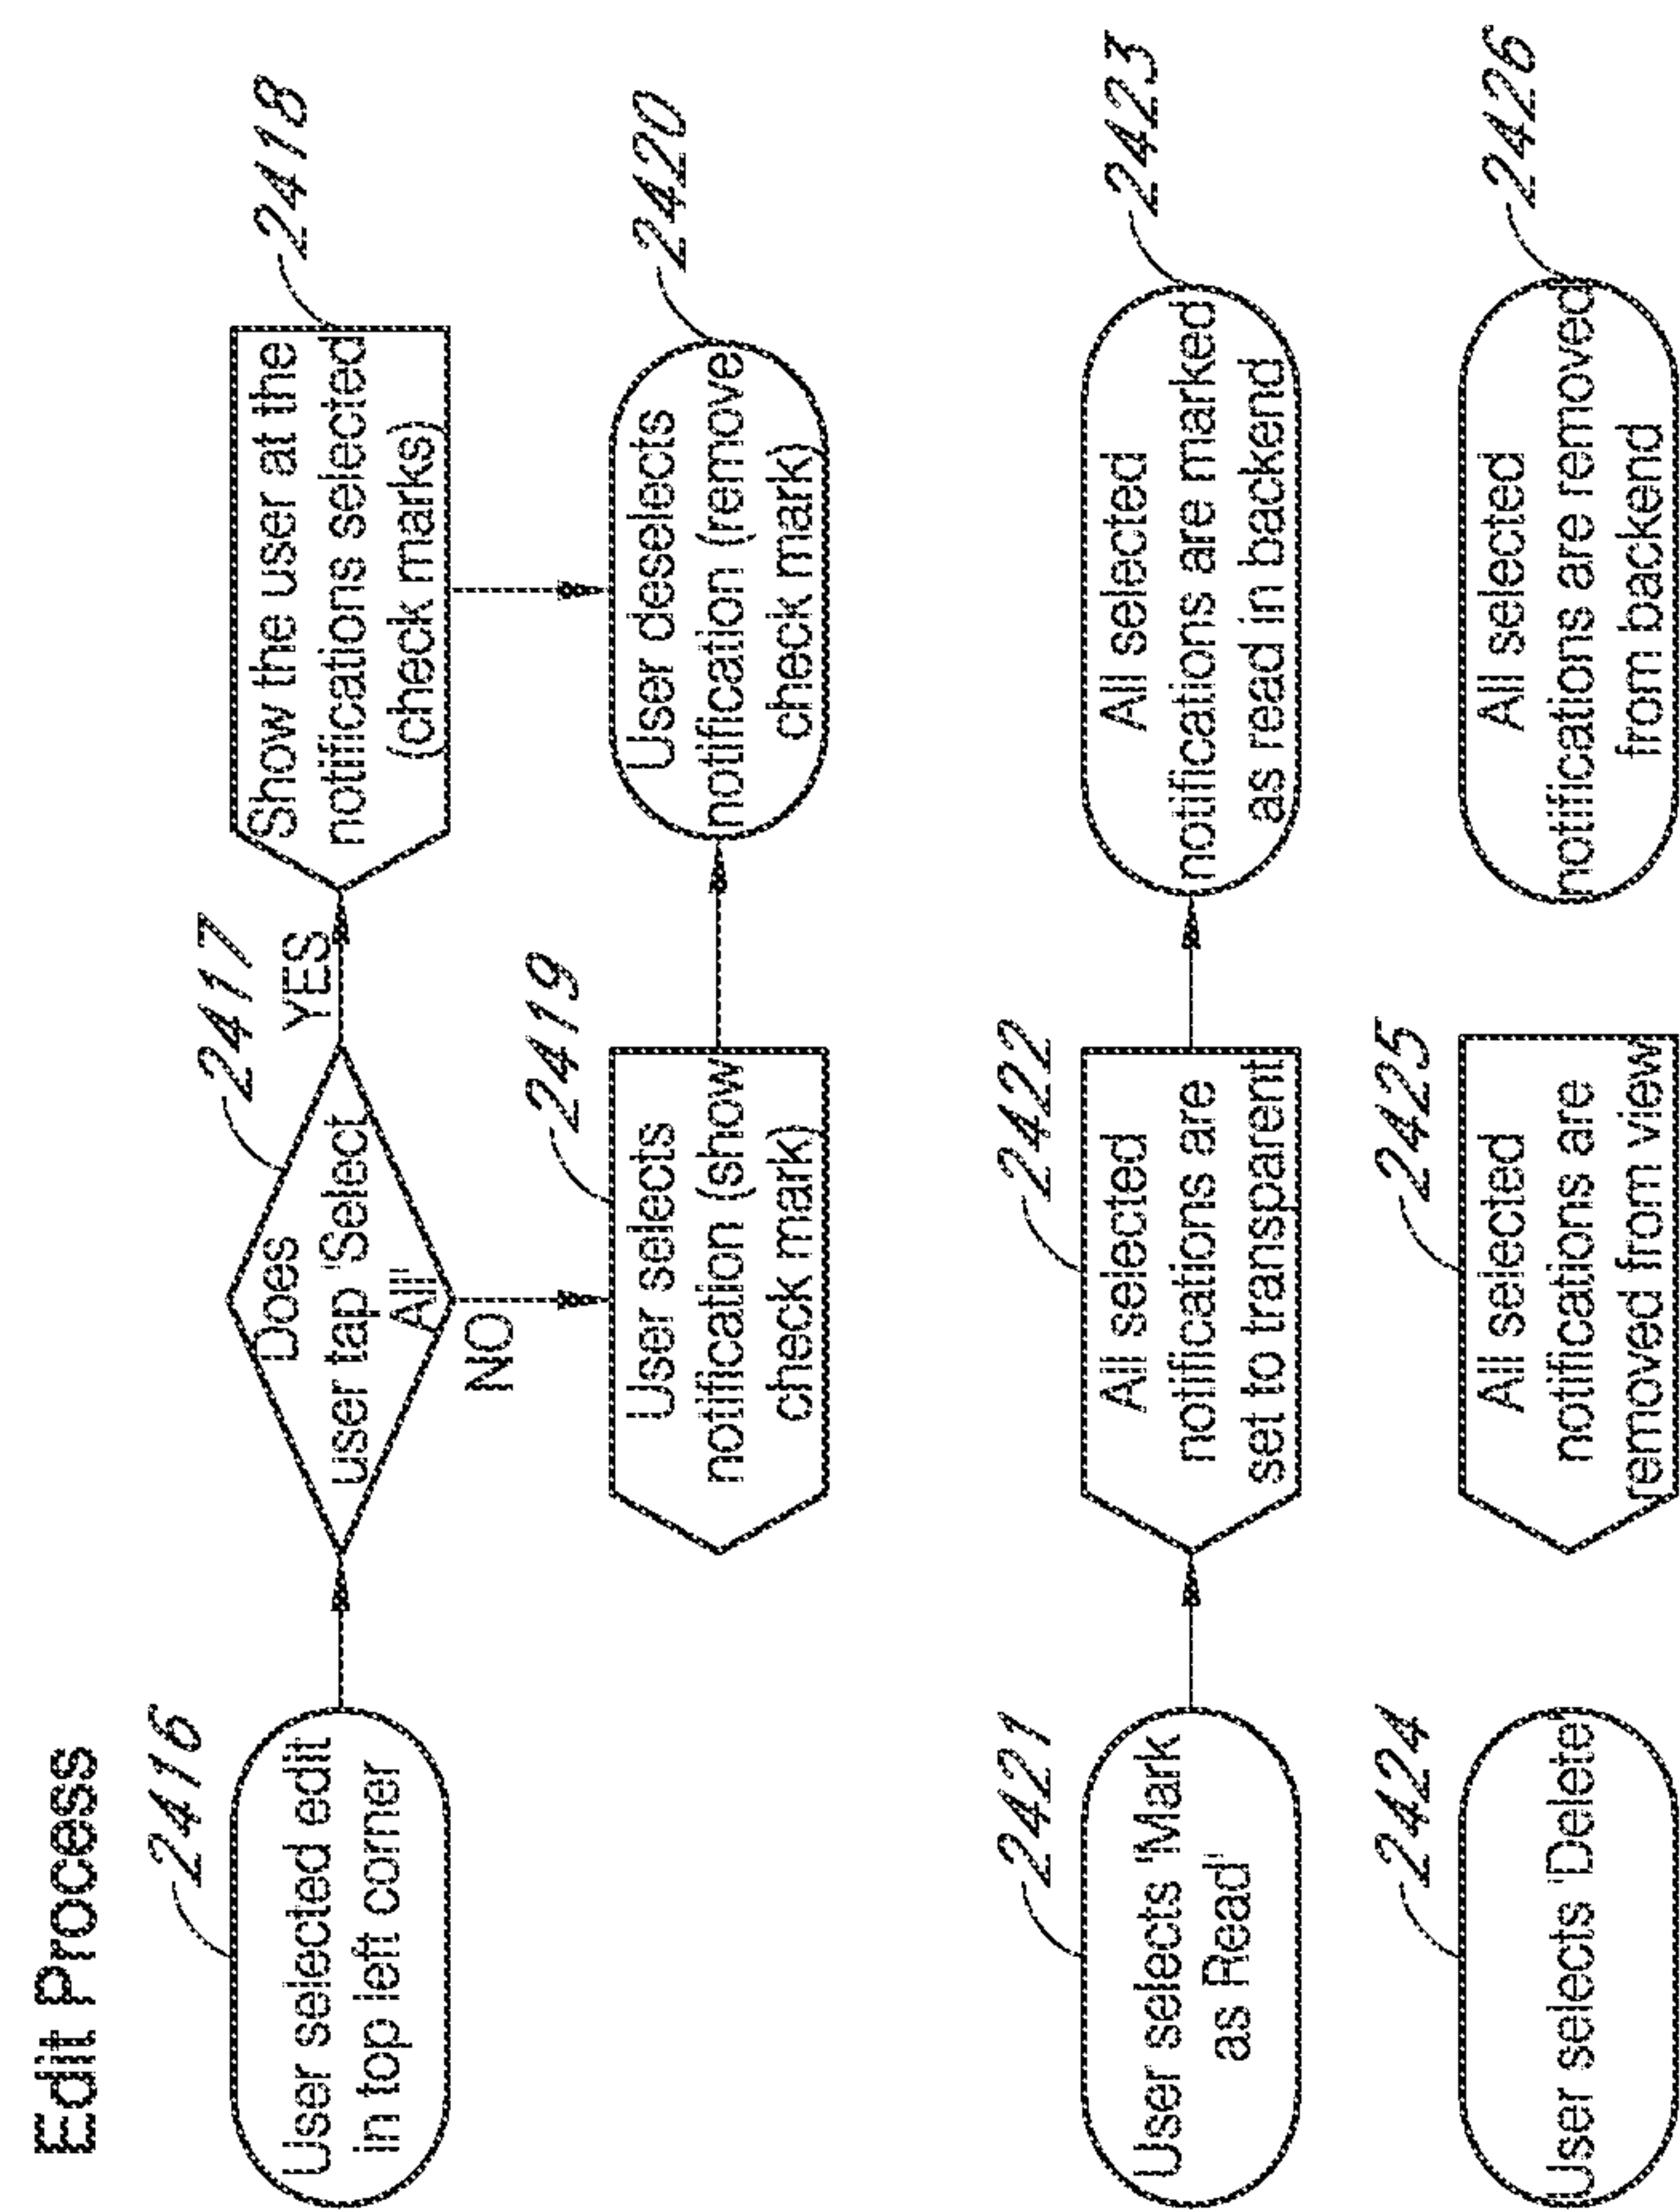 Edit Process
2416
User selected edit
in top left corner
2417
Does
user tap 'Select
All'
YES
NO
2418
Show the user at the
notifications selected
(check marks)
2419
User selects
notification (show
check mark)
2420
User deselects
notification (remove
check mark)
2421
User selects 'Mark
as Read'
2422
All selected
notifications are
set to transparent
2423
All selected
notifications are marked
as read in backend
2424
User selects 'Delete'
2425
All selected
notifications are
removed from view
2426
All selected
notifications are removed
from backend